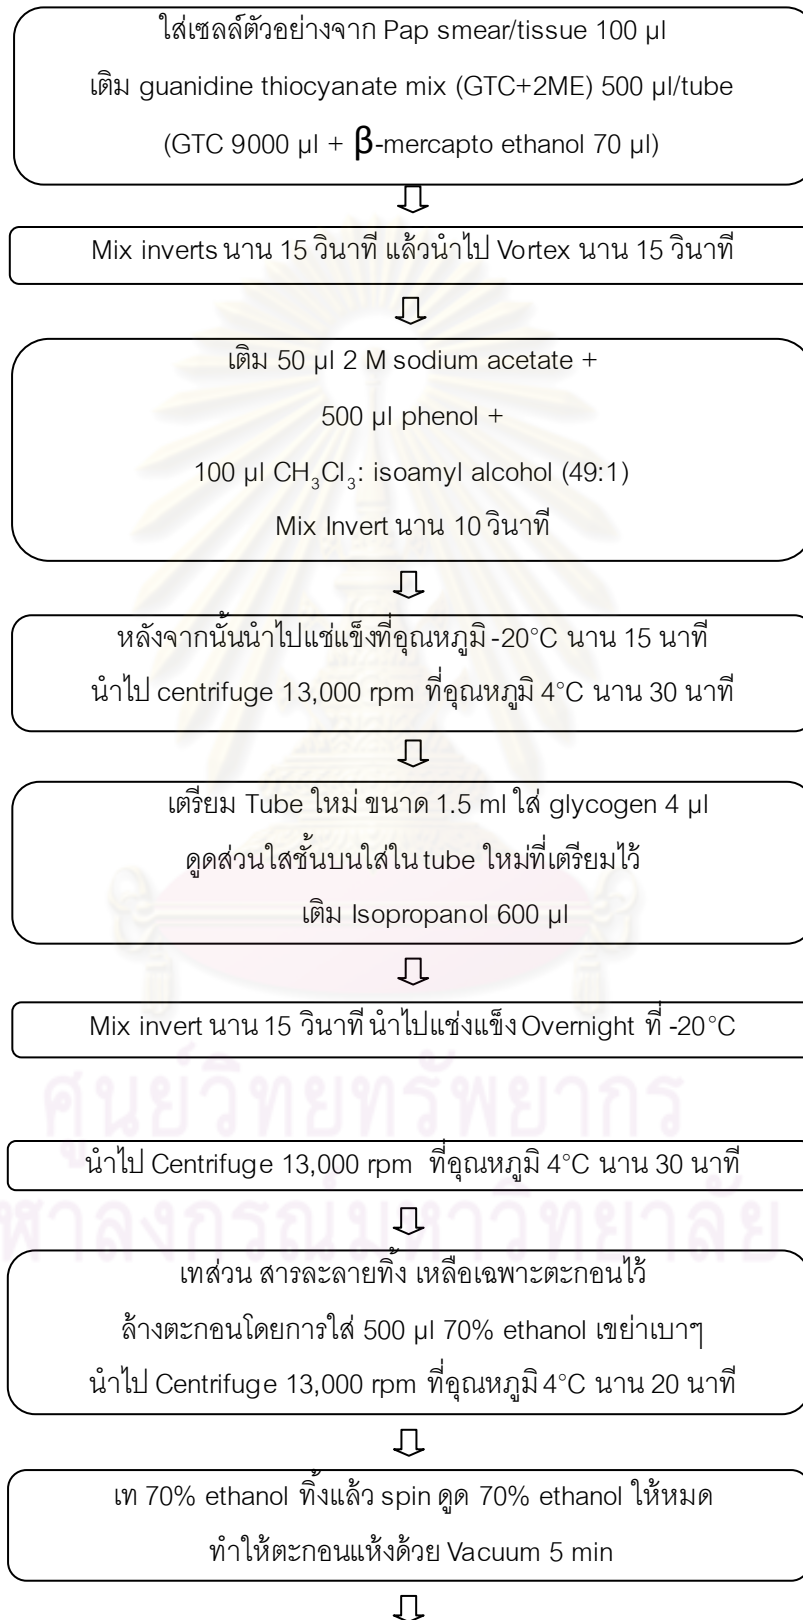 ใส่เซลล์ตัวอย่างจาก Pap smear/tissue 100 µl
เติม guanidine thiocyanate mix (GTC+2ME) 500 µl/tube
(GTC 9000 µl + β-mercapto ethanol 70 µl)
Mix inverts นาน 15 วินาที แล้วนำไป Vortex นาน 15 วินาที
เติม 50 µl 2 M sodium acetate +
500 µl phenol +
100 µl CH₃Cl₃: isoamyl alcohol (49:1)
Mix Invert นาน 10 วินาที
หลังจากนั้นนำไปแช่แข็งที่อุณหภูมิ -20°C นาน 15 นาที
นำไป centrifuge 13,000 rpm ที่อุณหภูมิ 4°C นาน 30 นาที
เตรียม Tube ใหม่ ขนาด 1.5 ml ใส่ glycogen 4 µl
ดูดส่วนใสชั้นบนใส่ใน tube ใหม่ที่เตรียมไว้
เติม Isopropanol 600 µl
Mix invert นาน 15 วินาที นำไปแช่งแข็ง Overnight ที่ -20°C
ศูนย์วิทยทรัพยากร
นำไป Centrifuge 13,000 rpm ที่อุณหภูมิ 4°C นาน 30 นาที
ฬาลงกรณ์มหาวิทยาลัย
เทส่วน สารละลายทิ้ง เหลือเฉพาะตะกอนไว้
ล้างตะกอนโดยการใส่ 500 µl 70% ethanol เขย่าเบาๆ
นำไป Centrifuge 13,000 rpm ที่อุณหภูมิ 4°C นาน 20 นาที
เท 70% ethanol ทิ้งแล้ว spin ดูด 70% ethanol ให้หมด
ทำให้ตะกอนแห้งด้วย Vacuum 5 min